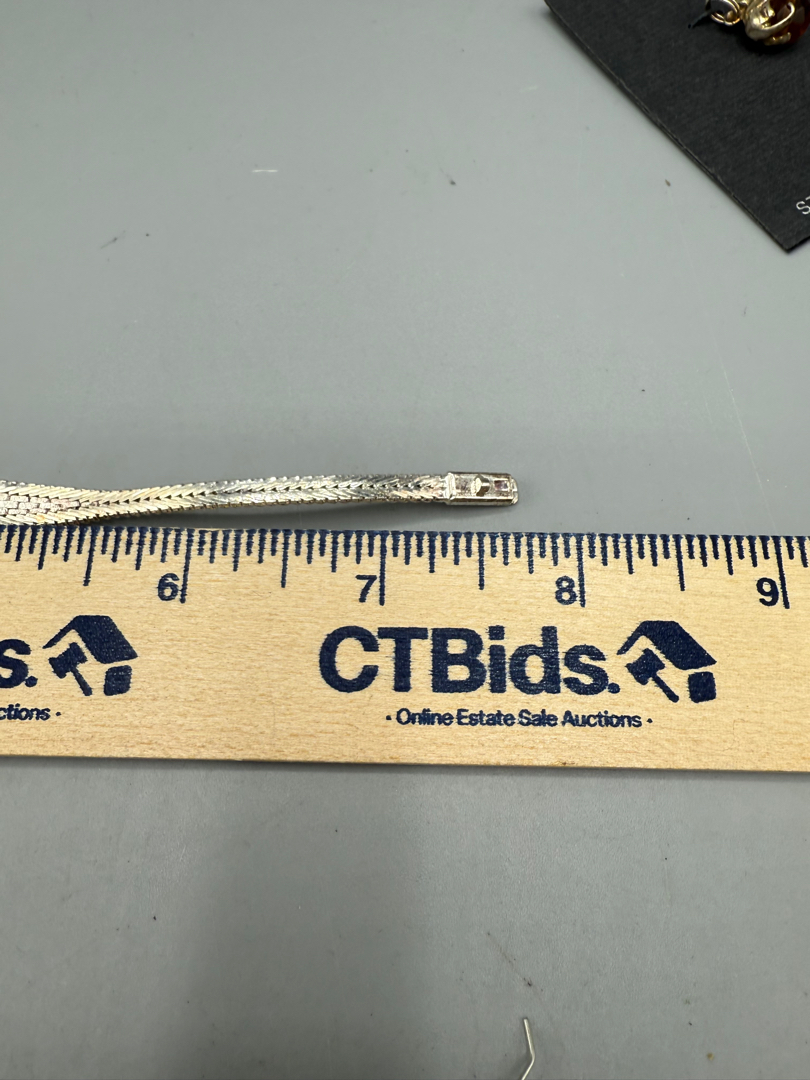 6 7 8 9
s. CTBids.
ctions · · Online Estate Sale Auctions ·